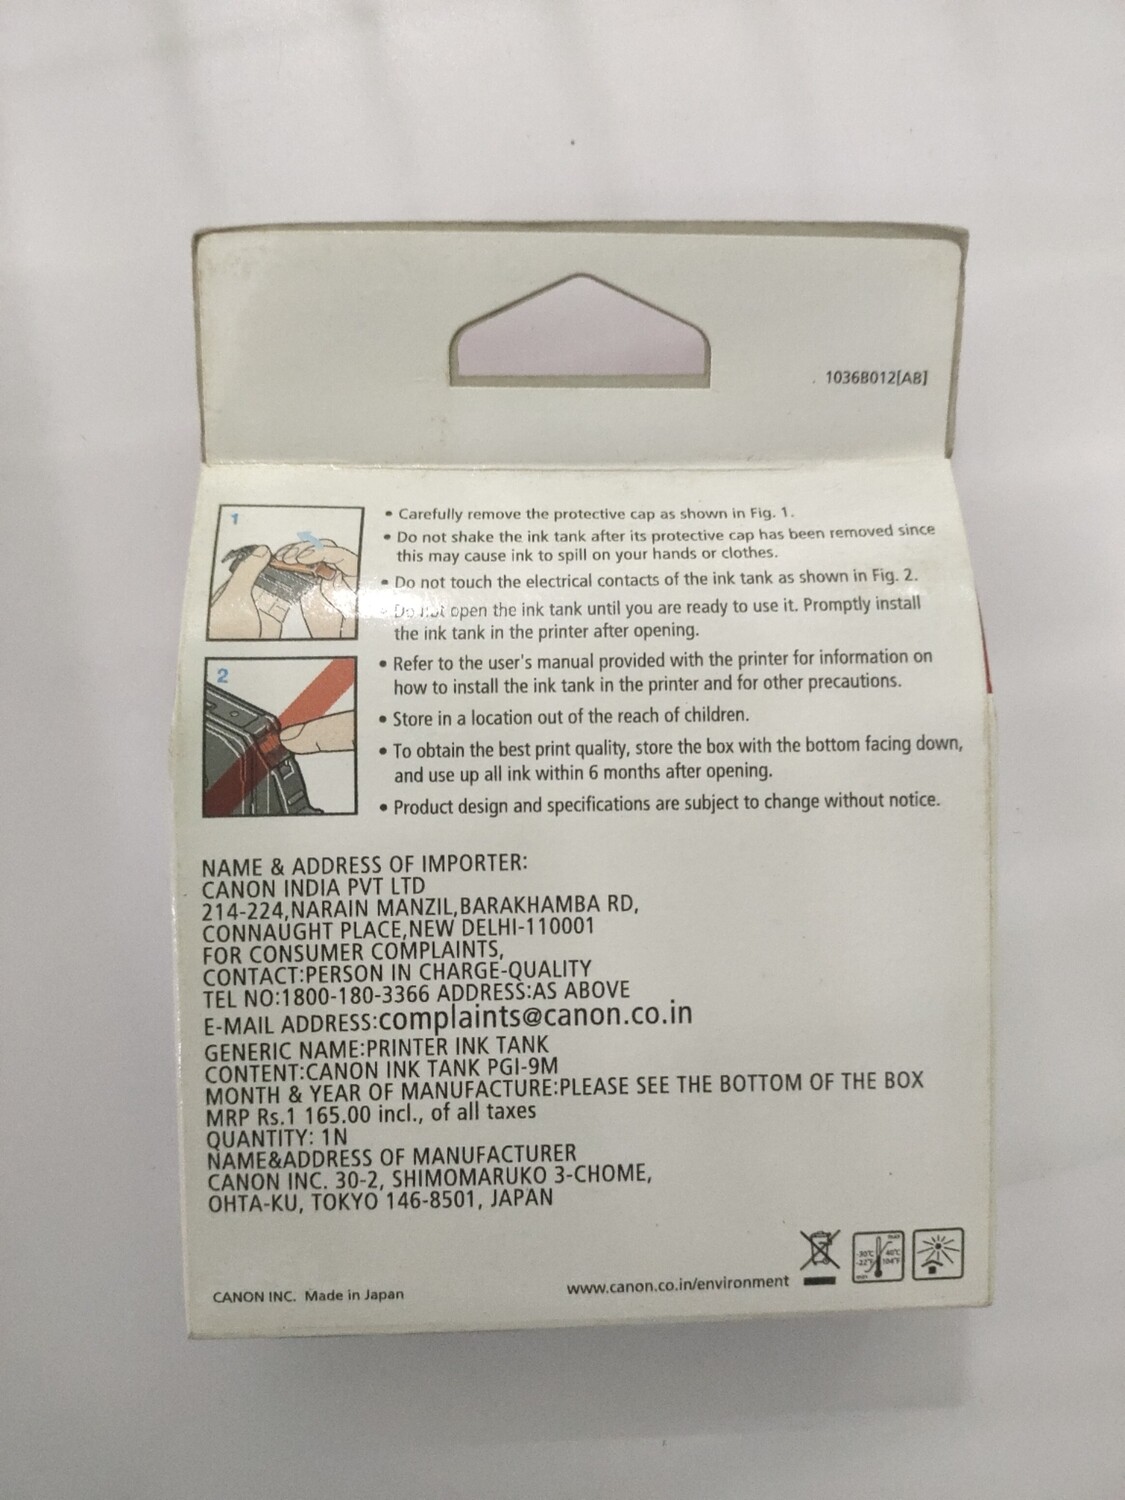 1036B012[AB]
1
• Carefully remove the protective cap as shown in Fig. 1.
• Do not shake the ink tank after its protective cap has been removed since
this may cause ink to spill on your hands or clothes.
• Do not touch the electrical contacts of the ink tank as shown in Fig. 2.
• Do not open the ink tank until you are ready to use it. Promptly install
the ink tank in the printer after opening.
2
• Refer to the user's manual provided with the printer for information on
how to install the ink tank in the printer and for other precautions.
• Store in a location out of the reach of children.
• To obtain the best print quality, store the box with the bottom facing down,
and use up all ink within 6 months after opening.
• Product design and specifications are subject to change without notice.
NAME & ADDRESS OF IMPORTER:
CANON INDIA PVT LTD
214-224,NARAIN MANZIL,BARAKHAMBA RD,
CONNAUGHT PLACE,NEW DELHI-110001
FOR CONSUMER COMPLAINTS,
CONTACT:PERSON IN CHARGE-QUALITY
TEL NO:1800-180-3366 ADDRESS:AS ABOVE
E-MAIL ADDRESS:complaints@canon.co.in
GENERIC NAME:PRINTER INK TANK
CONTENT:CANON INK TANK PGI-9M
MONTH & YEAR OF MANUFACTURE:PLEASE SEE THE BOTTOM OF THE BOX
MRP Rs.1 165.00 incl., of all taxes
QUANTITY: 1N
NAME&ADDRESS OF MANUFACTURER
CANON INC. 30-2, SHIMOMARUKO 3-CHOME,
OHTA-KU, TOKYO 146-8501, JAPAN
max
-30°C 40°C
-22°F 104°F
min
www.canon.co.in/environment
CANON INC. Made in Japan